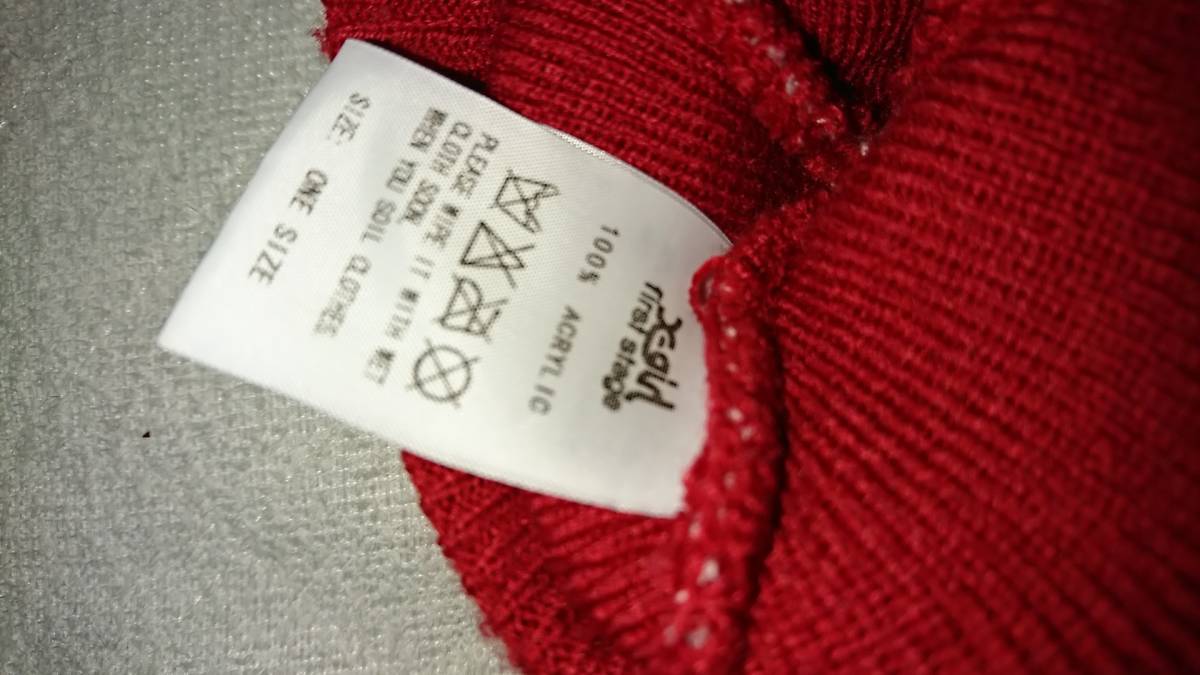 X-girl
first stage
100% ACRYLIC
PLEASE WIPE IT WITH WET
CLOTH SOON,
WHEN YOU SOIL CLOTHES.
SIZE: ONE SIZE